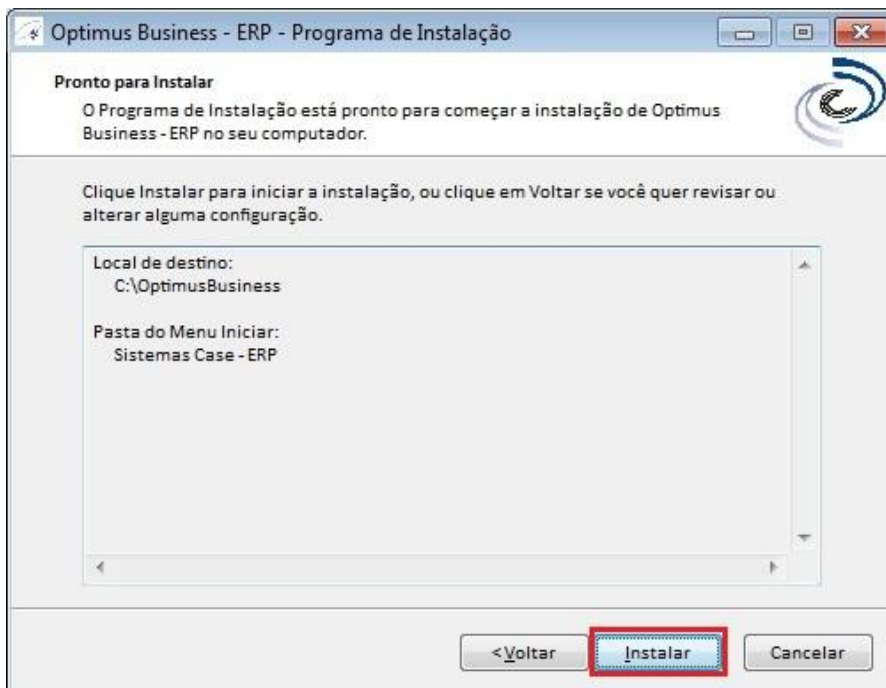 Optimus Business - ERP - Programa de Instalação
Pronto para Instalar
O Programa de Instalação está pronto para começar a instalação de Optimus
Business - ERP no seu computador.
Clique Instalar para iniciar a instalação, ou clique em Voltar se você quer revisar ou
alterar alguma configuração.
Local de destino:
C:\OptimusBusiness
Pasta do Menu Iniciar:
Sistemas Case - ERP
< Voltar
Instalar
Cancelar